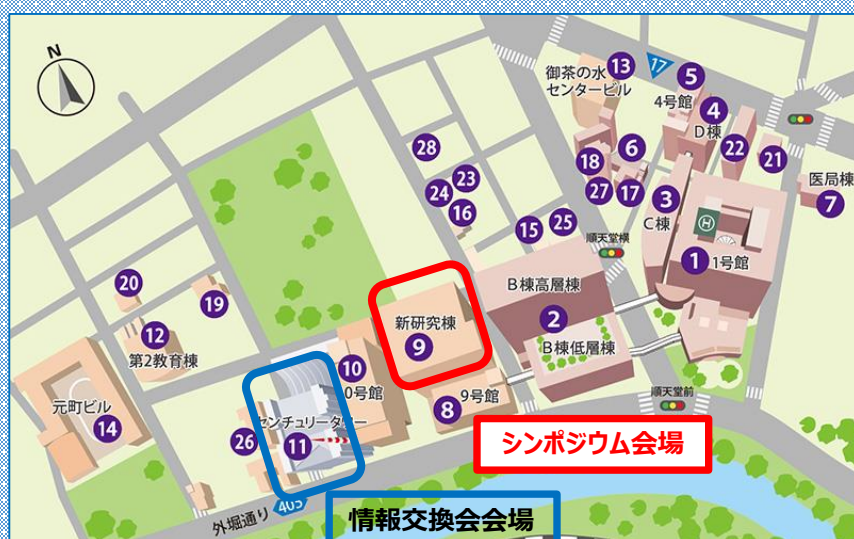 N
御茶の水
センタービル
13
17
5
4号館
4
D棟
6
18
22
21
27
17
3
C棟
医局棟
7
H
1
1号館
28
23
24
16
15
25
順天堂横
B棟高層棟
2
B棟低層棟
新研究棟
9
20
19
12
第2教育棟
10
0号館
8
9号館
順天堂前
元町ビル
14
センチュリータワー
11
26
シンポジウム会場
外堀通り
405
情報交換会会場